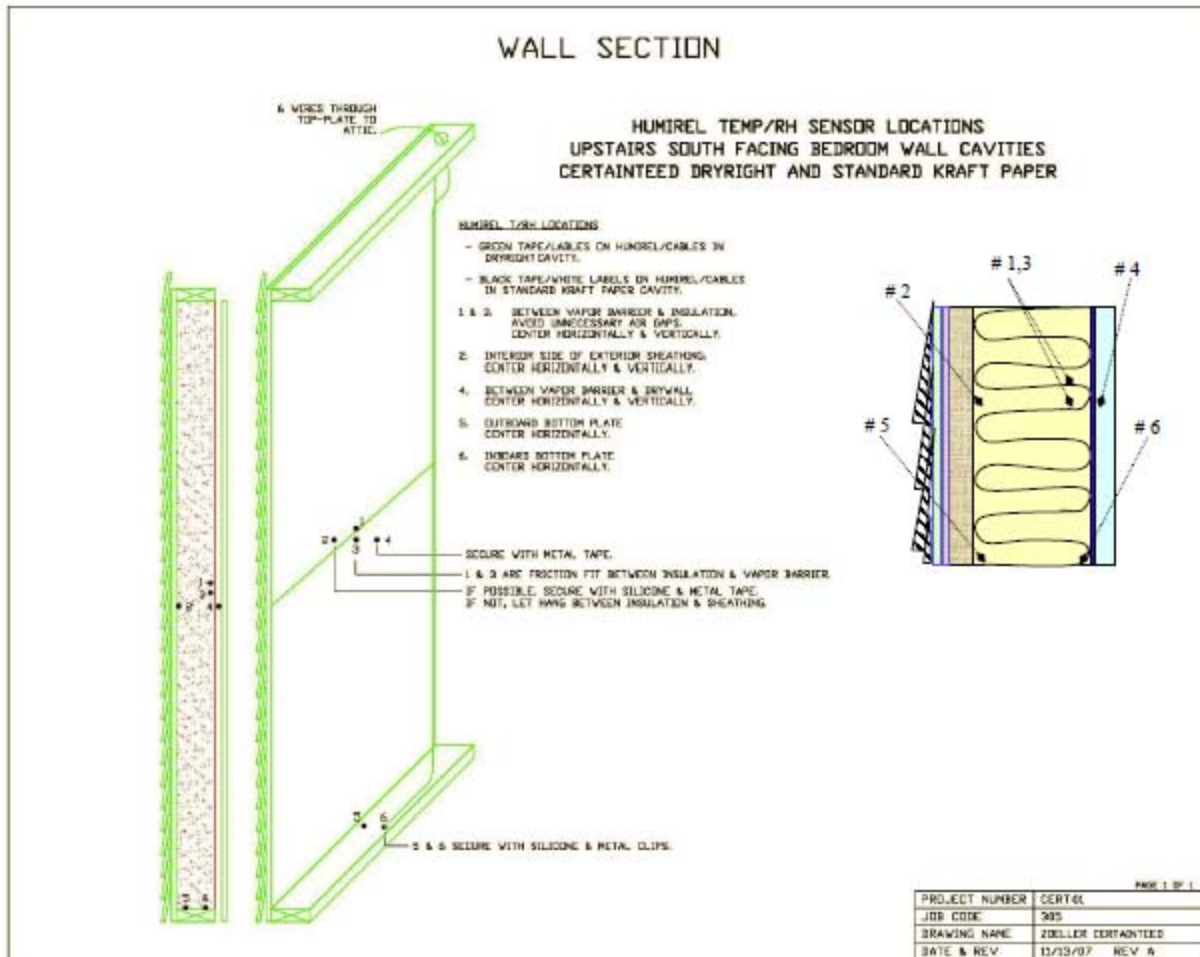 WALL SECTION
6 WIRES THROUGH
TOP-PLATE TO
ATTIC.
HUMIREL TEMP/RH SENSOR LOCATIONS
UPSTAIRS SOUTH FACING BEDROOM WALL CAVITIES
CERTAINTEED DRYRIGHT AND STANDARD KRAFT PAPER
HUMIREL T/RH LOCATIONS
- GREEN TAPE/LABLES ON HUMIREL/CABLES IN
DRYRIGHT CAVITY.
- BLACK TAPE/WHITE LABELS ON HUMIREL/CABLES
IN STANDARD KRAFT PAPER CAVITY.
1 & 3. BETWEEN VAPOR BARRIER & INSULATION,
AVOID UNNECESSARY AIR GAPS.
CENTER HORIZONTALLY & VERTICALLY.
2. INTERIOR SIDE OF EXTERIOR SHEATHING.
CENTER HORIZONTALLY & VERTICALLY.
4. BETWEEN VAPOR BARRIER & DRYWALL
CENTER HORIZONTALLY & VERTICALLY.
5. OUTBOARD BOTTOM PLATE
CENTER HORIZONTALLY.
6. INBOARD BOTTOM PLATE
CENTER HORIZONTALLY.
# 1,3
# 4
# 2
# 5
# 6
1
2 4
3
SECURE WITH METAL TAPE.
1 & 3 ARE FRICTION FIT BETWEEN INSULATION & VAPOR BARRIER
IF POSSIBLE, SECURE WITH SILICONE & METAL TAPE.
IF NOT, LET HANG BETWEEN INSULATION & SHEATHING.
5 6
5 & 6 SECURE WITH SILICONE & METAL CLIPS.
PAGE 1 OF 1
PROJECT NUMBER CERT01
JOB CODE 305
DRAWING NAME ZOELLER CERTAINTEED
DATE & REV 11/13/07 REV A